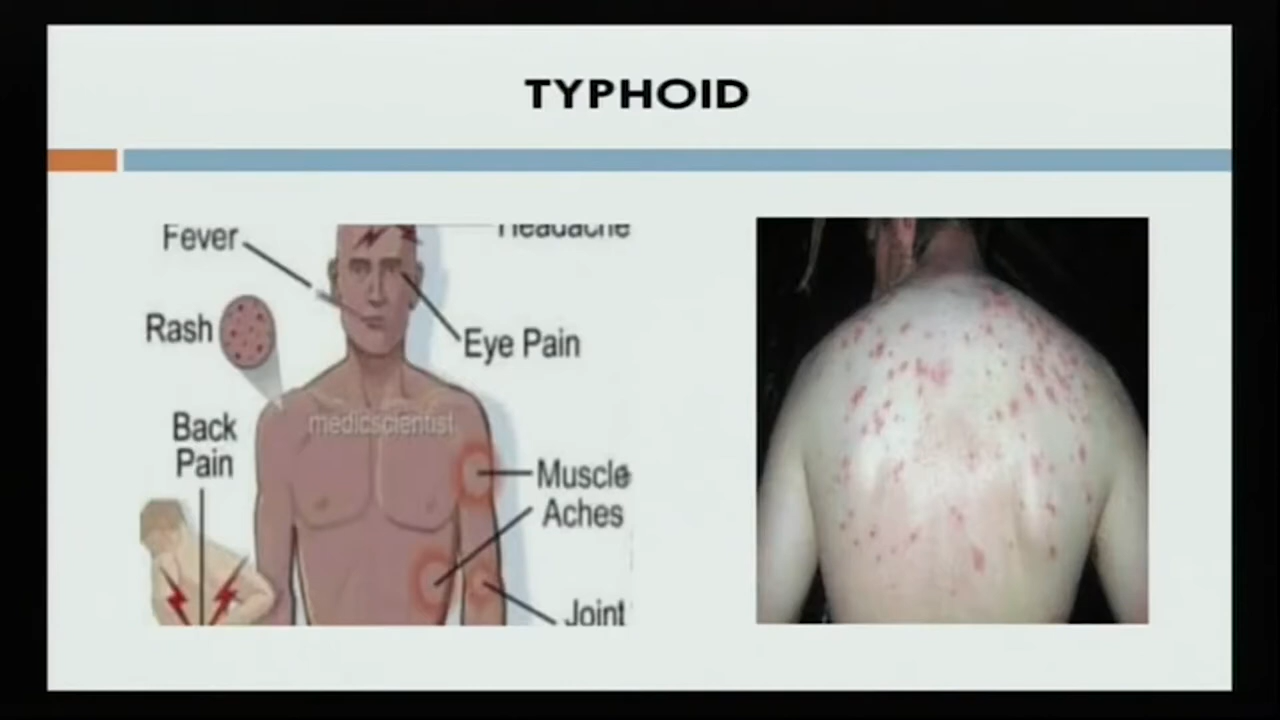 TYPHOID
Fever
Headache
Rash
Eye Pain
medicscientist
Back
Pain
Muscle
Aches
Joint